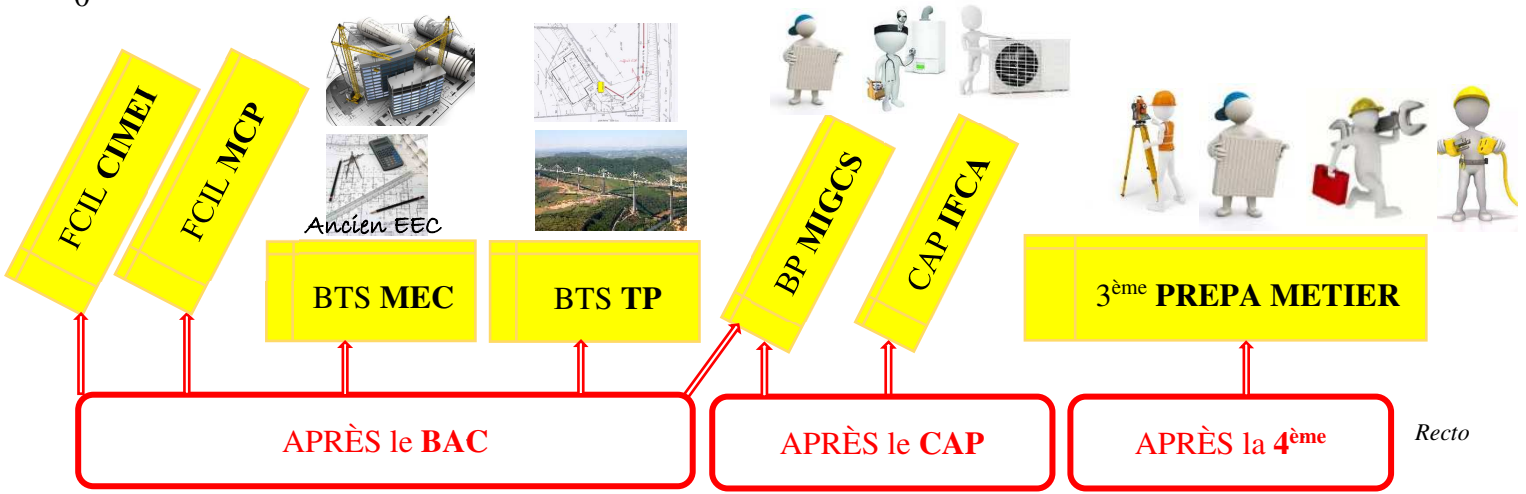 FCIL CIMEI
FCIL MCP
Ancien EEC
BTS MEC
BTS TP
BP MIGCS
CAP IFCA
3ème PREPA METIER
APRÈS le BAC
APRÈS le CAP
APRÈS la 4ème
Recto